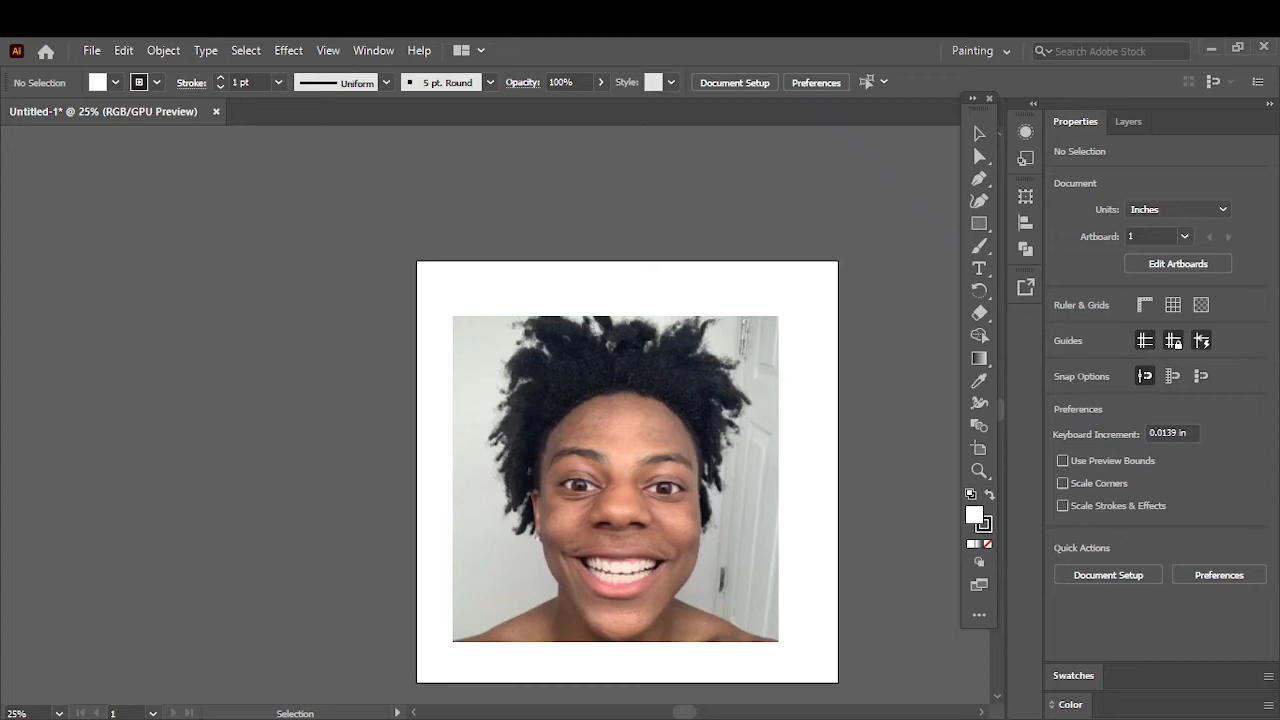 Ai File Edit Object Type Select Effect View Window Help Painting Search Adobe Stock
No Selection Stroke: 1 pt Uniform 5 pt. Round Opacity: 100% Style: Document Setup Preferences
Untitled-1* @ 25% (RGB/GPU Preview)
Properties Layers
No Selection
Document
Units: Inches
Artboard: 1
Edit Artboards
Ruler & Grids
Guides
Snap Options
Preferences
Keyboard Increment: 0.0139 in
Use Preview Bounds
Scale Corners
Scale Strokes & Effects
Quick Actions
Document Setup Preferences
Swatches
Color
25% 1 Selection